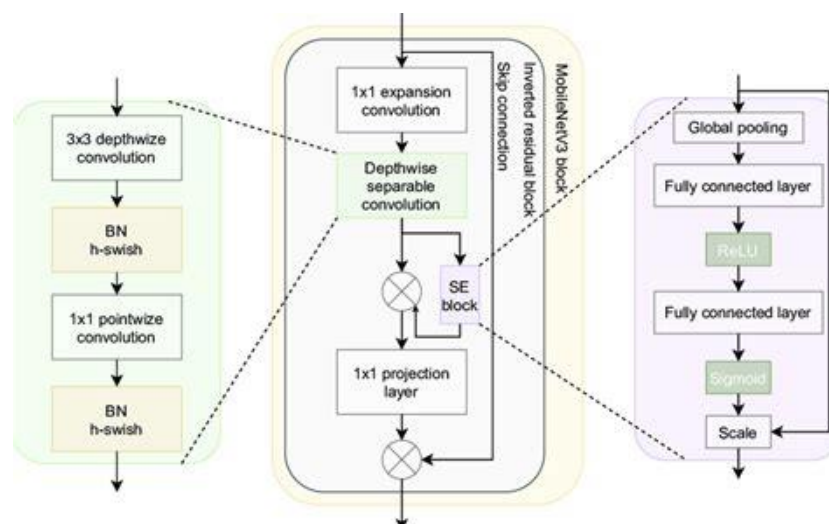 3x3 depthwize
convolution
BN
h-swish
1x1 pointwize
convolution
BN
h-swish
1x1 expansion
convolution
Depthwise
separable
convolution
SE
block
1x1 projection
layer
Skip connection
Inverted residual block
MobileNetV3 block
Global pooling
Fully connected layer
ReLU
Fully connected layer
Sigmoid
Scale